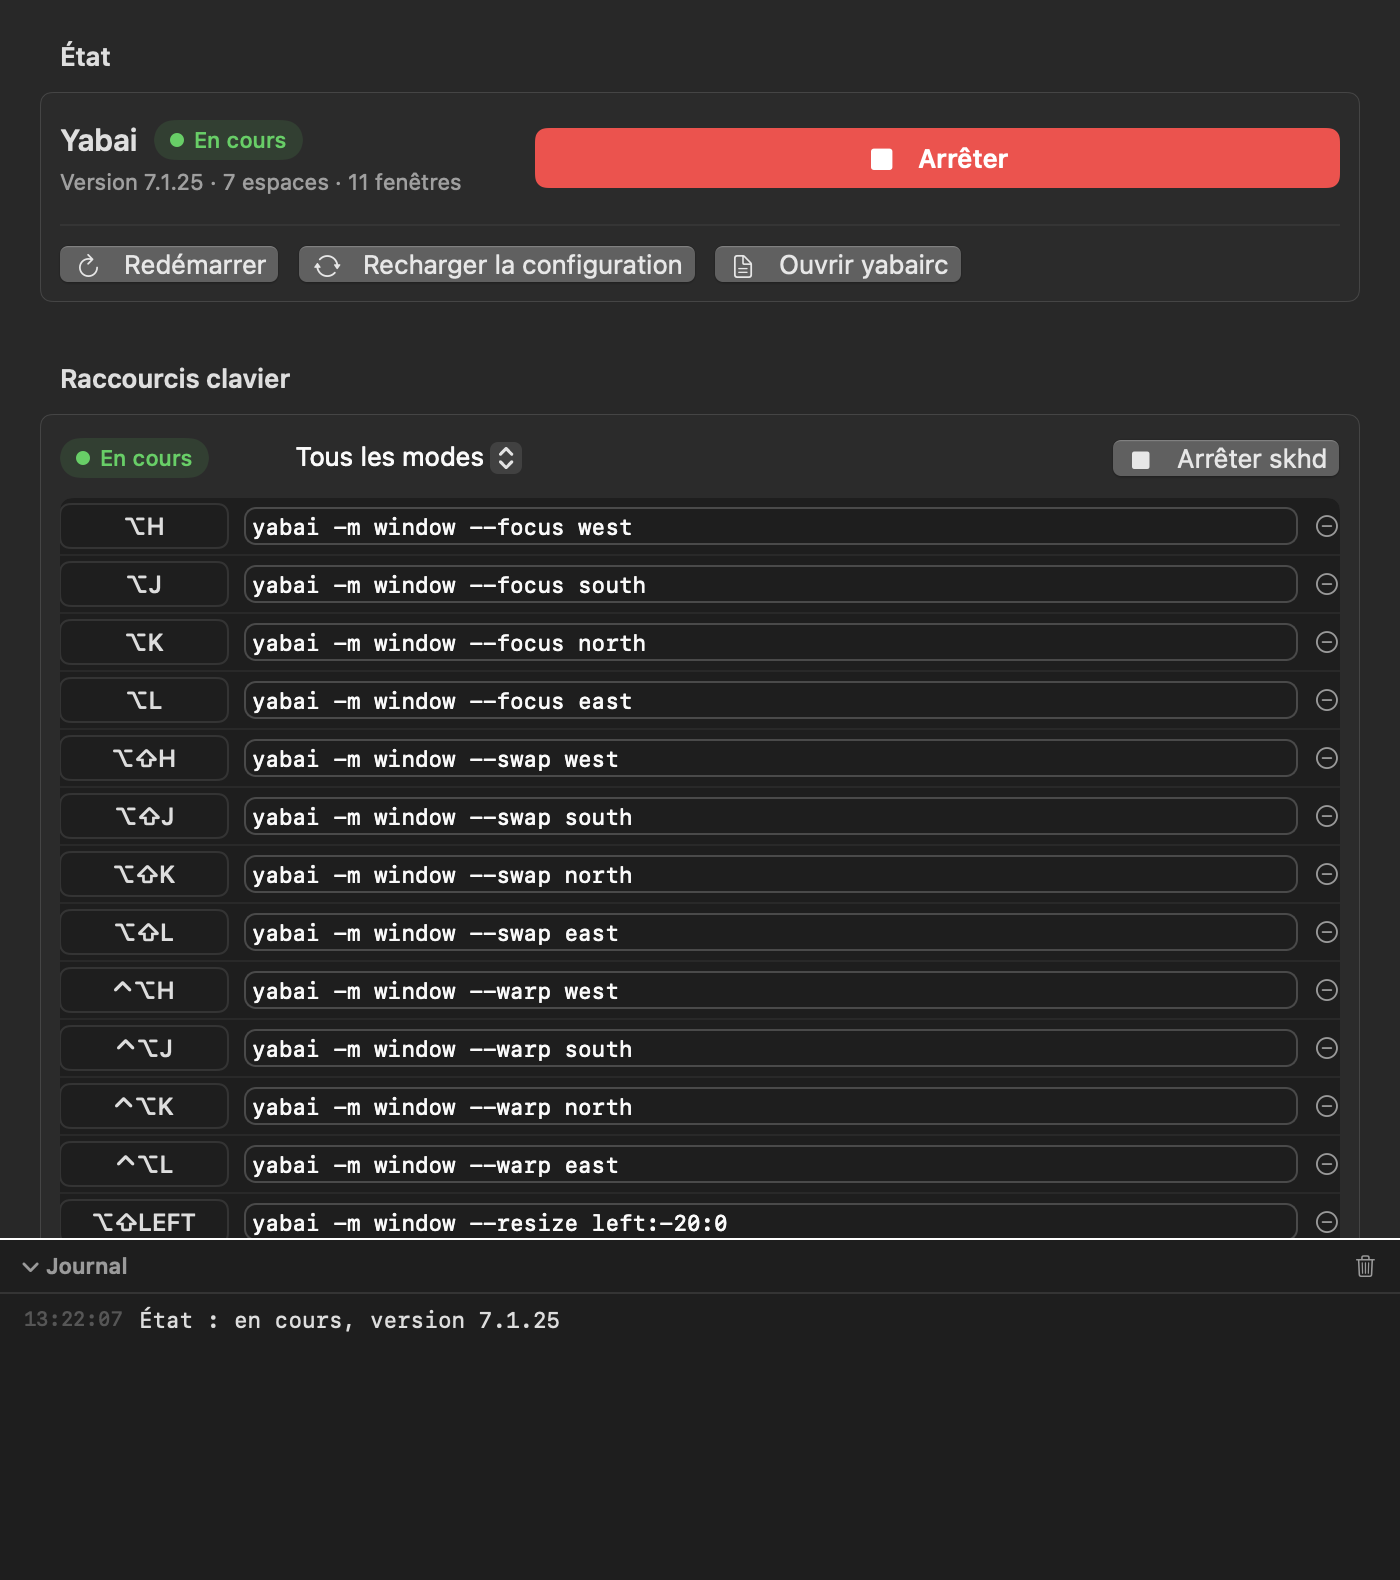 État
Yabai En cours
Version 7.1.25 · 7 espaces · 11 fenêtres
Arrêter
Redémarrer Recharger la configuration Ouvrir yabairc
Raccourcis clavier
En cours Tous les modes Arrêter skhd
⌥H yabai -m window --focus west
⌥J yabai -m window --focus south
⌥K yabai -m window --focus north
⌥L yabai -m window --focus east
⌥⇧H yabai -m window --swap west
⌥⇧J yabai -m window --swap south
⌥⇧K yabai -m window --swap north
⌥⇧L yabai -m window --swap east
^⌥H yabai -m window --warp west
^⌥J yabai -m window --warp south
^⌥K yabai -m window --warp north
^⌥L yabai -m window --warp east
⌥⇧LEFT yabai -m window --resize left:-20:0
Journal
13:22:07 État : en cours, version 7.1.25